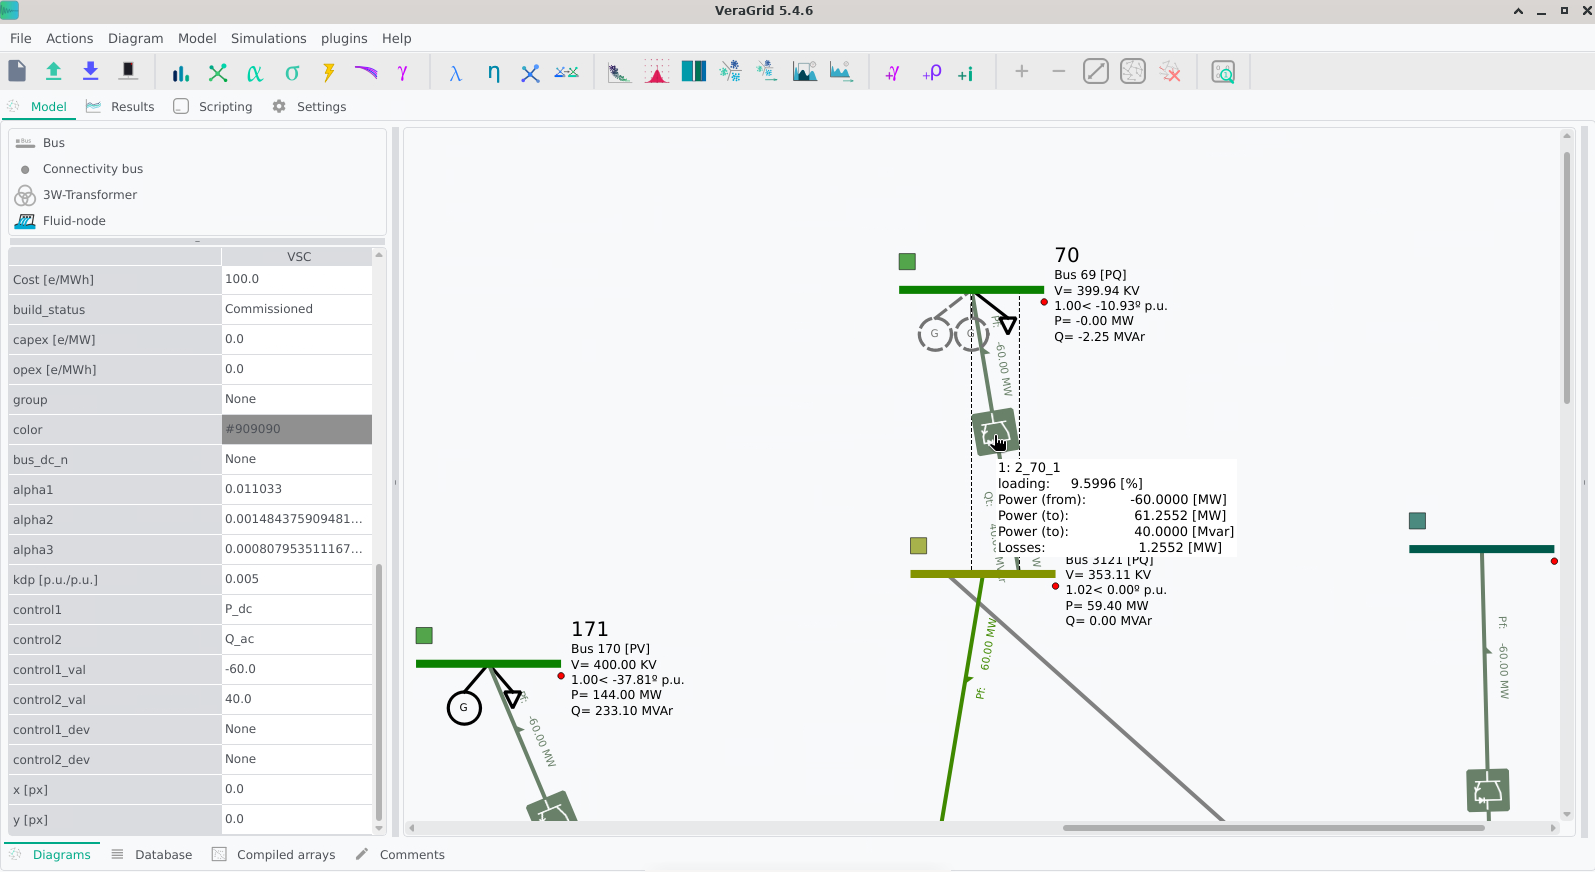 VeraGrid 5.4.6
File Actions Diagram Model Simulations plugins Help
Model Results Scripting Settings
Bus Bus
Connectivity bus
3W-Transformer
Fluid-node
VSC
Cost [e/MWh] 100.0
build_status Commissioned
capex [e/MW] 0.0
opex [e/MWh] 0.0
group None
color #909090
bus_dc_n None
alpha1 0.011033
alpha2 0.001484375909481...
alpha3 0.000807953511167...
kdp [p.u./p.u.] 0.005
control1 P_dc
control2 Q_ac
control1_val -60.0
control2_val 40.0
control1_dev None
control2_dev None
x [px] 0.0
y [px] 0.0
70
Bus 69 [PQ]
V= 399.94 KV
1.00< -10.93º p.u.
P= -0.00 MW
Q= -2.25 MVAr
G G
Pf: -60.00 MW
1: 2_70_1
loading: 9.5996 [%]
Power (from): -60.0000 [MW]
Power (to): 61.2552 [MW]
Power (to): 40.0000 [Mvar]
Losses: 1.2552 [MW]
Qt:
Bus 3121 [PQ]
V= 353.11 KV
1.02< 0.00º p.u.
P= 59.40 MW
Q= 0.00 MVAr
Pf: 60.00 MW
171
Bus 170 [PV]
V= 400.00 KV
1.00< -37.81º p.u.
P= 144.00 MW
Q= 233.10 MVAr
G
Pf: -60.00 MW
Pf: -60.00 MW
Diagrams Database Compiled arrays Comments